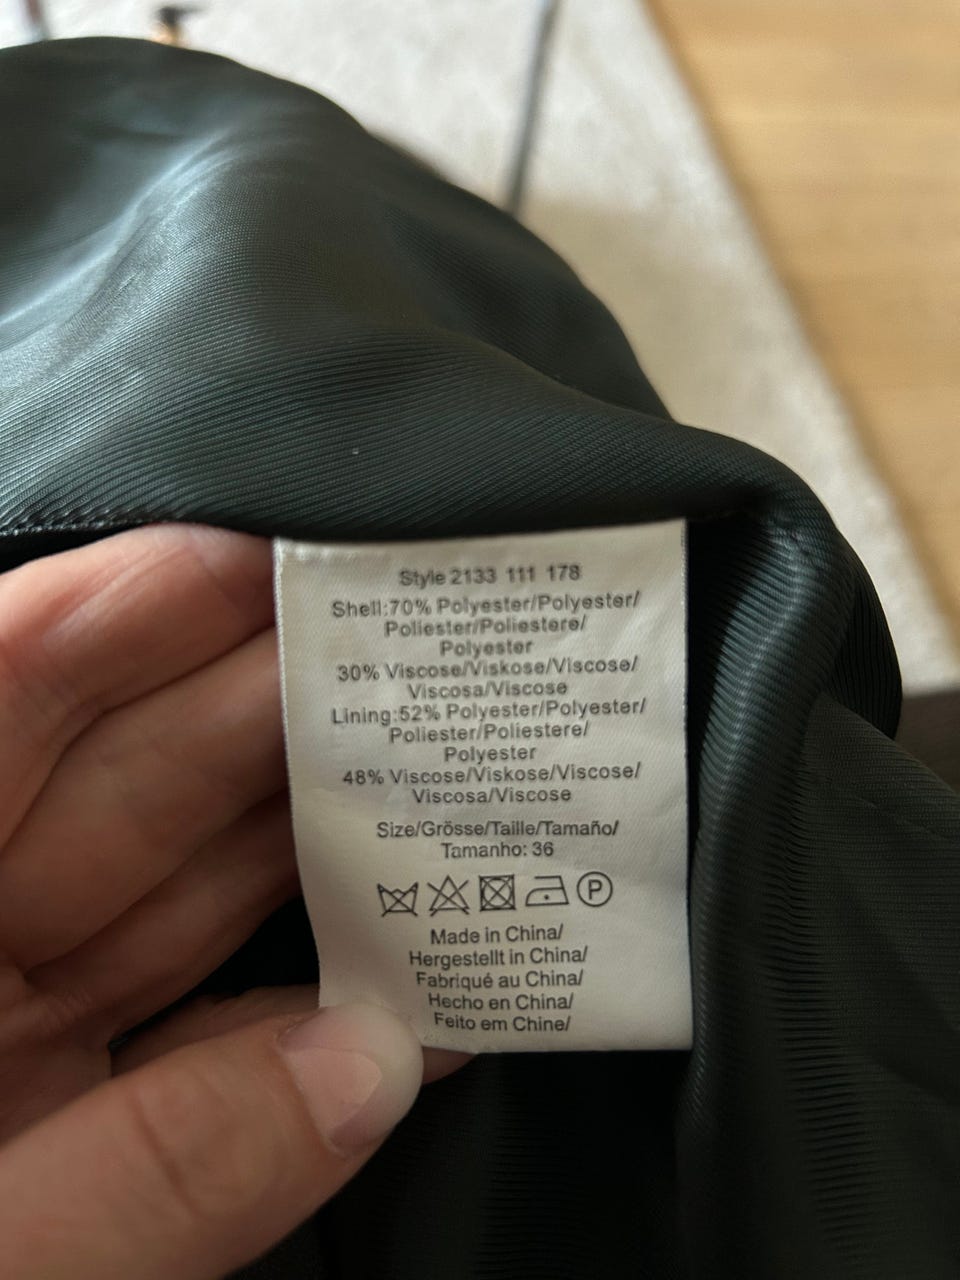 Style 2133 111 178
Shell:70% Polyester/Polyester/
Poliester/Poliestere/
Polyester
30% Viscose/Viskose/Viscose/
Viscosa/Viscose
Lining:52% Polyester/Polyester/
Poliester/Poliestere/
Polyester
48% Viscose/Viskose/Viscose/
Viscosa/Viscose
Size/Grösse/Taille/Tamaño/
Tamanho: 36
P
Made in China/
Hergestellt in China/
Fabriqué au China/
Hecho en China/
Feito em Chine/